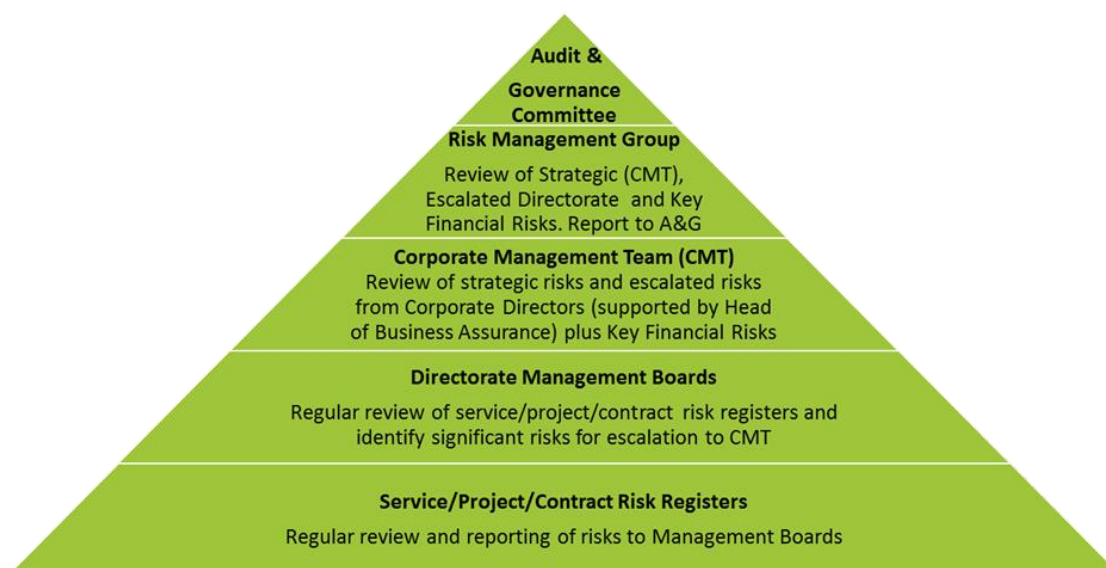 Audit &
Governance
Committee
Risk Management Group
Review of Strategic (CMT),
Escalated Directorate and Key
Financial Risks. Report to A&G
Corporate Management Team (CMT)
Review of strategic risks and escalated risks
from Corporate Directors (supported by Head
of Business Assurance) plus Key Financial Risks
Directorate Management Boards
Regular review of service/project/contract risk registers and
identify significant risks for escalation to CMT
Service/Project/Contract Risk Registers
Regular review and reporting of risks to Management Boards